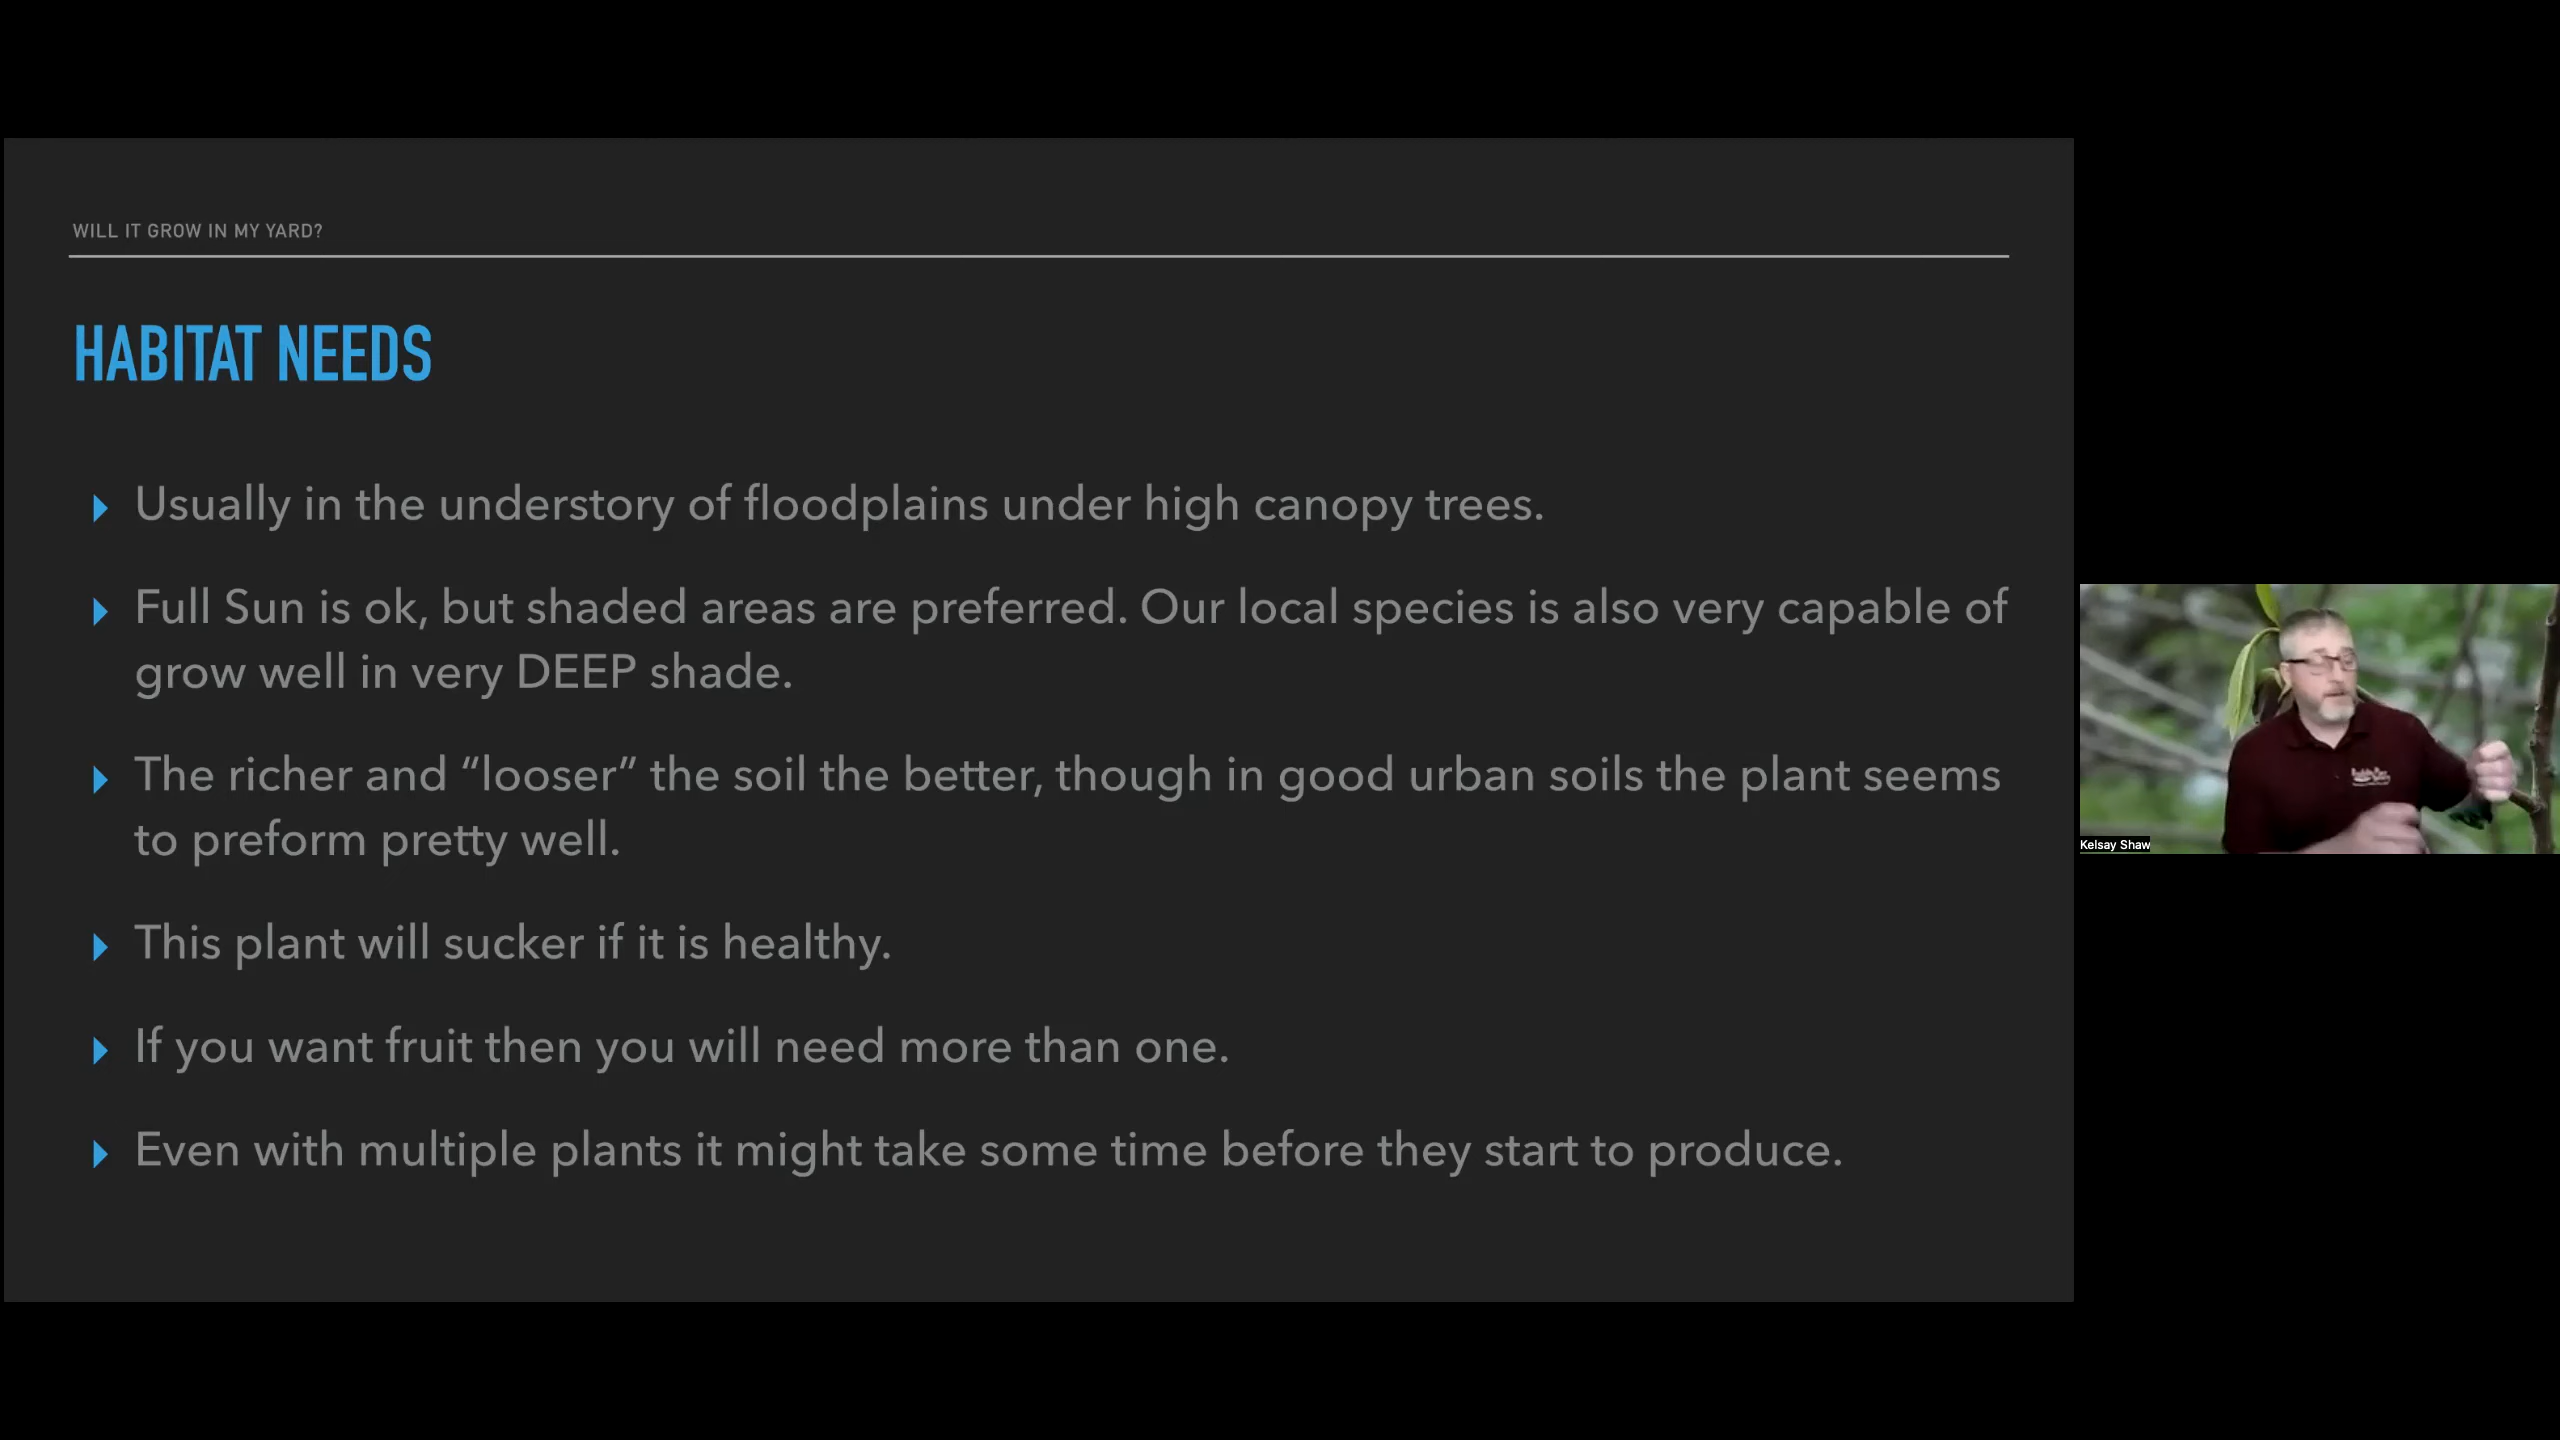 WILL IT GROW IN MY YARD?
HABITAT NEEDS
Usually in the understory of floodplains under high canopy trees.
Full Sun is ok, but shaded areas are preferred. Our local species is also very capable of
grow well in very DEEP shade.
The richer and “looser” the soil the better, though in good urban soils the plant seems
to preform pretty well.
This plant will sucker if it is healthy.
If you want fruit then you will need more than one.
Even with multiple plants it might take some time before they start to produce.
Kelsay Shaw